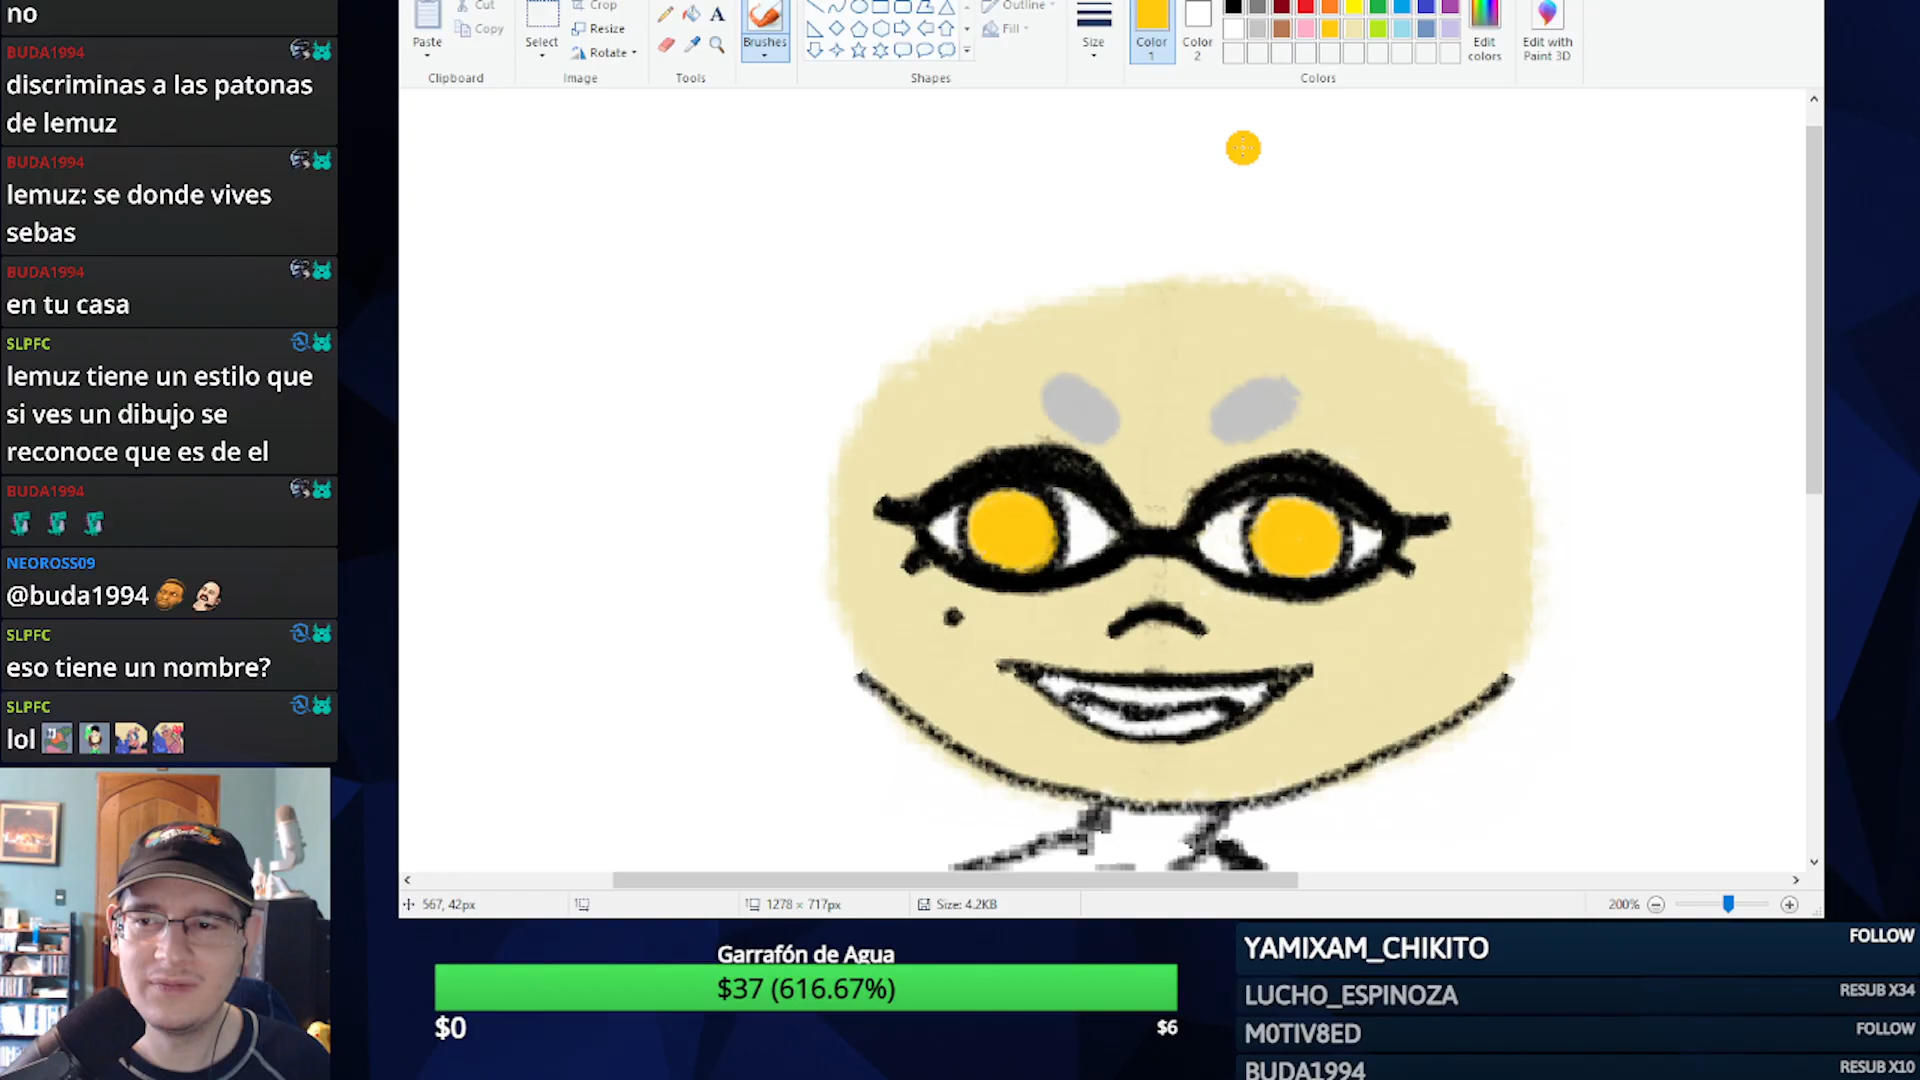 no
BUDA1994
discriminas a las patonas
de lemuz
BUDA1994
lemuz: se donde vives
sebas
BUDA1994
en tu casa
SLPFC
lemuz tiene un estilo que
si ves un dibujo se
reconoce que es de el
BUDA1994
NEOROSS09
@buda1994
SLPFC
eso tiene un nombre?
SLPFC
lol
Paste
Cut
Copy
Clipboard
Select
Crop
Resize
Rotate
Image
A
Tools
Brushes
Shapes
Outline
Fill
Size
Color
1
Color
2
Colors
Edit
colors
Edit with
Paint 3D
567, 42px
1278 × 717px
Size: 4.2KB
200%
Garrafón de Agua
$37 (616.67%)
$0
$6
YAMIXAM_CHIKITO
FOLLOW
LUCHO_ESPINOZA
RESUB X34
M0TIV8ED
FOLLOW
BUDA1994
RESUB X10